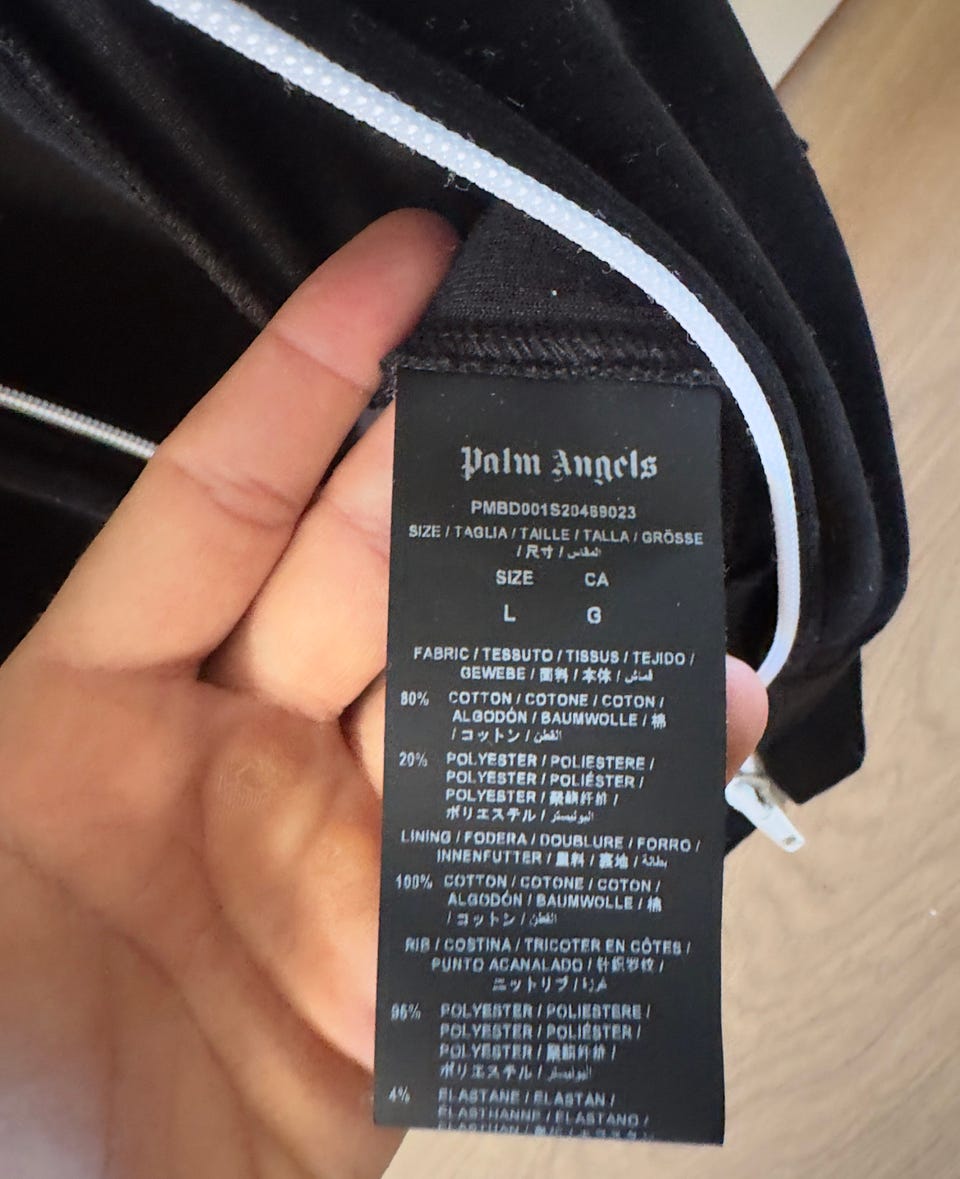 Palm Angels
PMBD001S20469023
SIZE / TAGLIA / TAILLE / TALLA / GRÖSSE
/ 尺寸 / المقاس
SIZE CA
L G
FABRIC / TESSUTO / TISSUS / TEJIDO /
GEWEBE / 面料 / 本体 / قماش
80% COTTON / COTONE / COTON /
ALGODÓN / BAUMWOLLE / 棉
/ コットン / القطن
20% POLYESTER / POLIESTERE /
POLYESTER / POLIÉSTER /
POLYESTER / 聚酯纤维 /
ポリエステル / البوليستر
LINING / FODERA / DOUBLURE / FORRO /
INNENFUTTER / 里料 / 裏地 / بطانة
100% COTTON / COTONE / COTON /
ALGODÓN / BAUMWOLLE / 棉
/ コットン / القطن
RIB / COSTINA / TRICOTER EN CÔTES /
PUNTO ACANALADO / 针织罗纹 /
ニットリブ /
96% POLYESTER / POLIESTERE /
POLYESTER / POLIÉSTER /
POLYESTER / 聚酯纤维 /
ポリエステル / البوليستر
4% ELASTANE / ELASTAN /
ELASTHANNE / ELASTANO /
ELASTHAN /